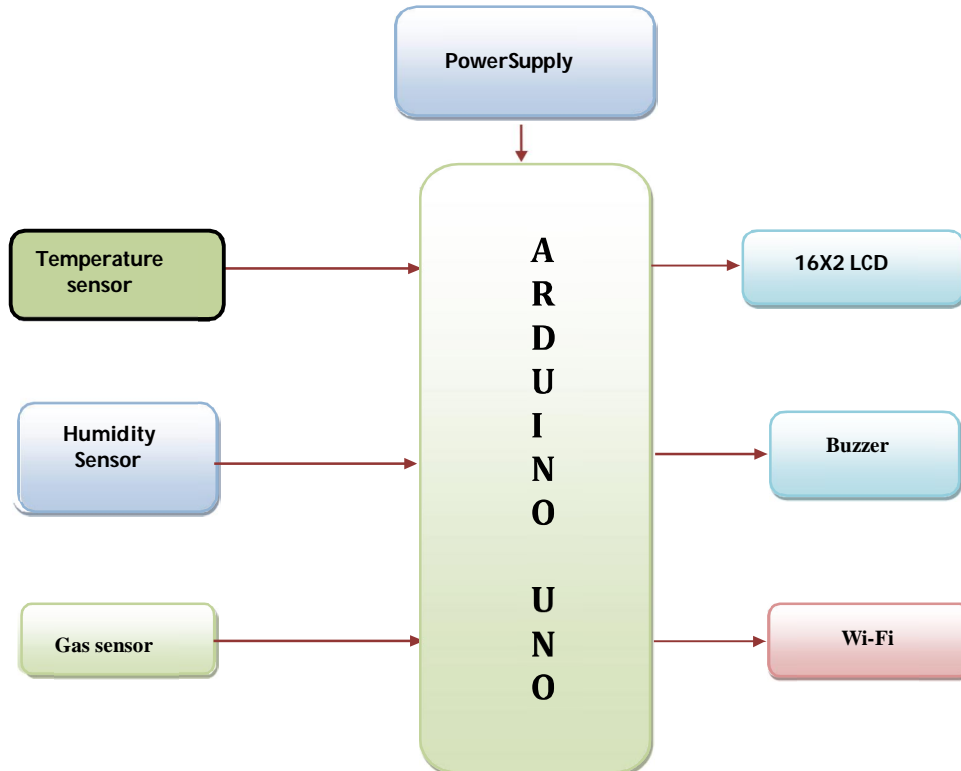 PowerSupply
Temperature
sensor
Humidity
Sensor
Gas sensor
A
R
D
U
I
N
O
U
N
O
16X2 LCD
Buzzer
Wi-Fi